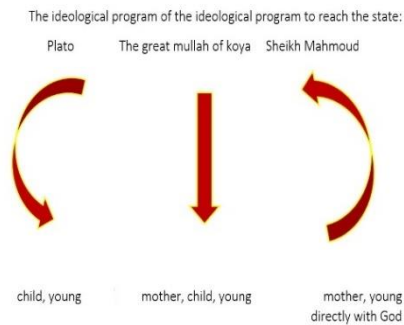 The ideological program of the ideological program to reach the state:
Plato The great mullah of koya Sheikh Mahmoud
child, young mother, child, young mother, young
directly with God